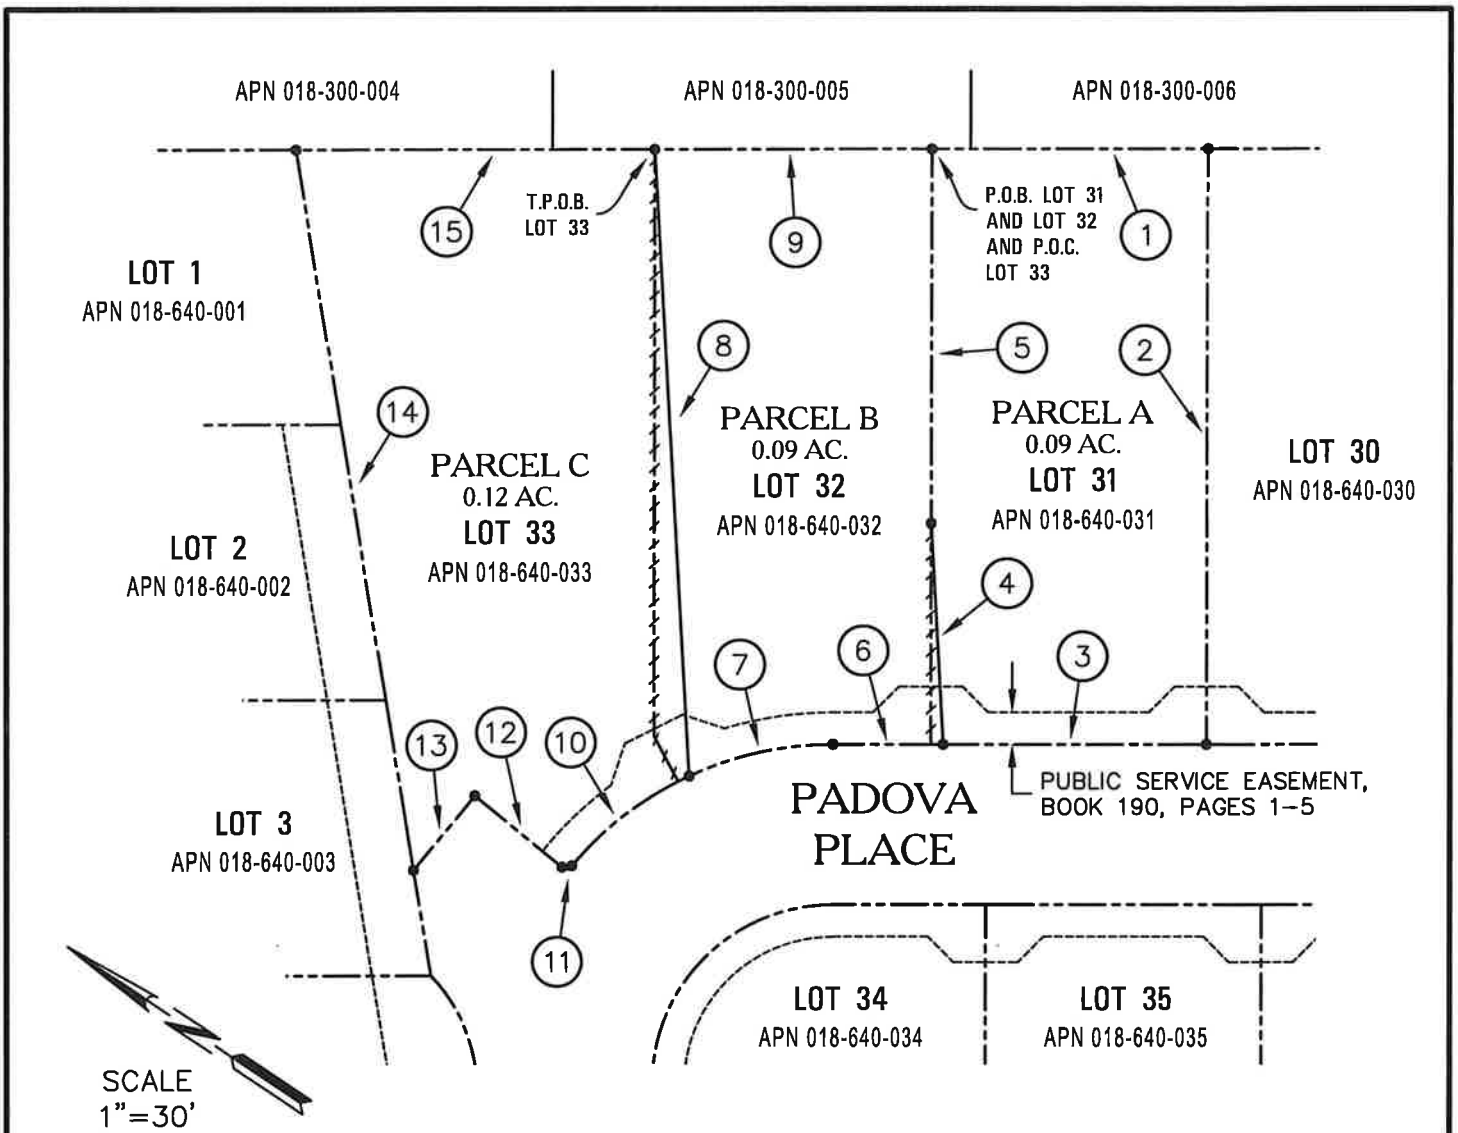 APN 018-300-004
APN 018-300-005
APN 018-300-006
T.P.O.B.
LOT 33
P.O.B. LOT 31
AND LOT 32
AND P.O.C.
LOT 33
15
9
1
LOT 1
APN 018-640-001
8
5
2
14
PARCEL C
0.12 AC.
LOT 33
APN 018-640-033
PARCEL B
0.09 AC.
LOT 32
APN 018-640-032
PARCEL A
0.09 AC.
LOT 31
APN 018-640-031
LOT 30
APN 018-640-030
LOT 2
APN 018-640-002
4
7
6
3
13
12
10
PADOVA
PLACE
PUBLIC SERVICE EASEMENT,
BOOK 190, PAGES 1-5
LOT 3
APN 018-640-003
11
LOT 34
APN 018-640-034
LOT 35
APN 018-640-035
N
SCALE
1"=30'